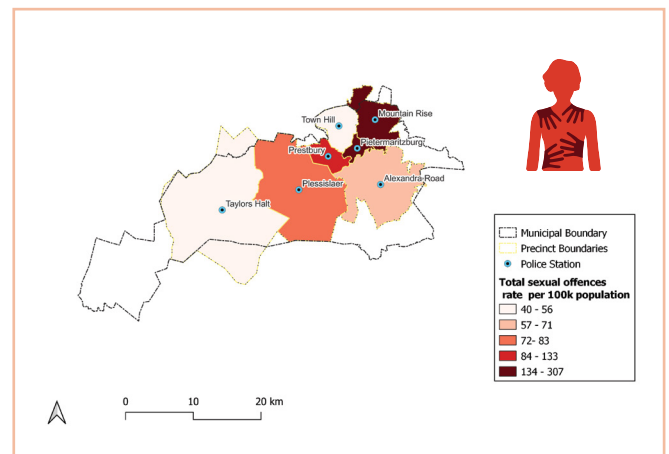 Mountain Rise
Town Hill
Pietermaritzburg
Prestbury
Alexandra Road
Plessislaer
Taylors Halt
Municipal Boundary
Precinct Boundaries
Police Station
Total sexual offences
rate per 100k population
40 - 56
57 - 71
72- 83
84 - 133
134 - 307
0 10 20 km